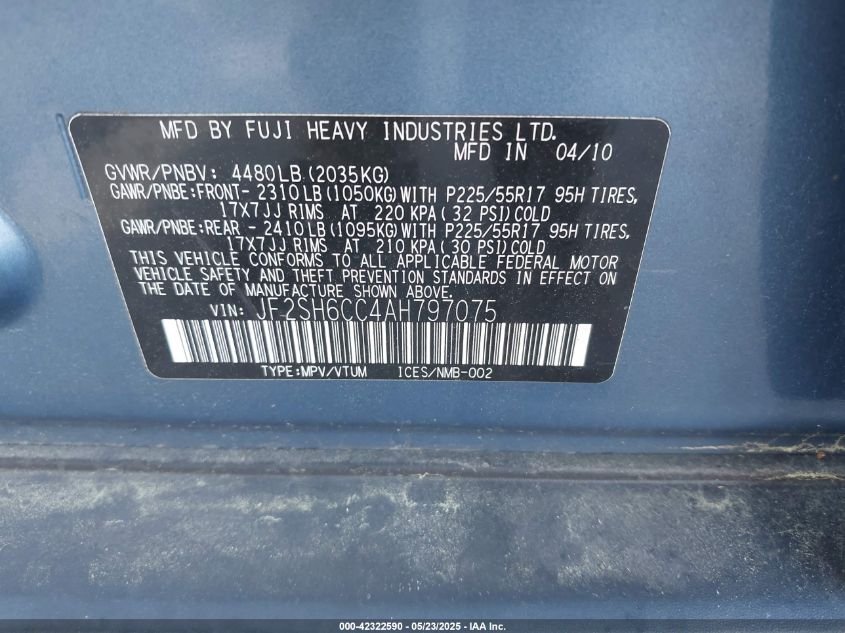 MFD BY FUJI HEAVY INDUSTRIES LTD.
MFD IN 04/10
GVWR/PNBV: 4480LB (2035KG)
GAWR/PNBE:FRONT- 2310LB (1050KG) WITH P225/55R17 95H TIRES,
17X7JJ RIMS AT 220 KPA ( 32 PSI) COLD
GAWR/PNBE:REAR - 2410LB (1095KG) WITH P225/55R17 95H TIRES,
17X7JJ RIMS AT 210 KPA ( 30 PSI) COLD
THIS VEHICLE CONFORMS TO ALL APPLICABLE FEDERAL MOTOR
VEHICLE SAFETY AND THEFT PREVENTION STANDARDS IN EFFECT ON
THE DATE OF MANUFACTURE SHOWN ABOVE.
VIN: JF2SH6CC4AH797075
TYPE:MPV/VTUM 1CES/NMB-002
000-42322590 - 05/23/2025 - IAA Inc.